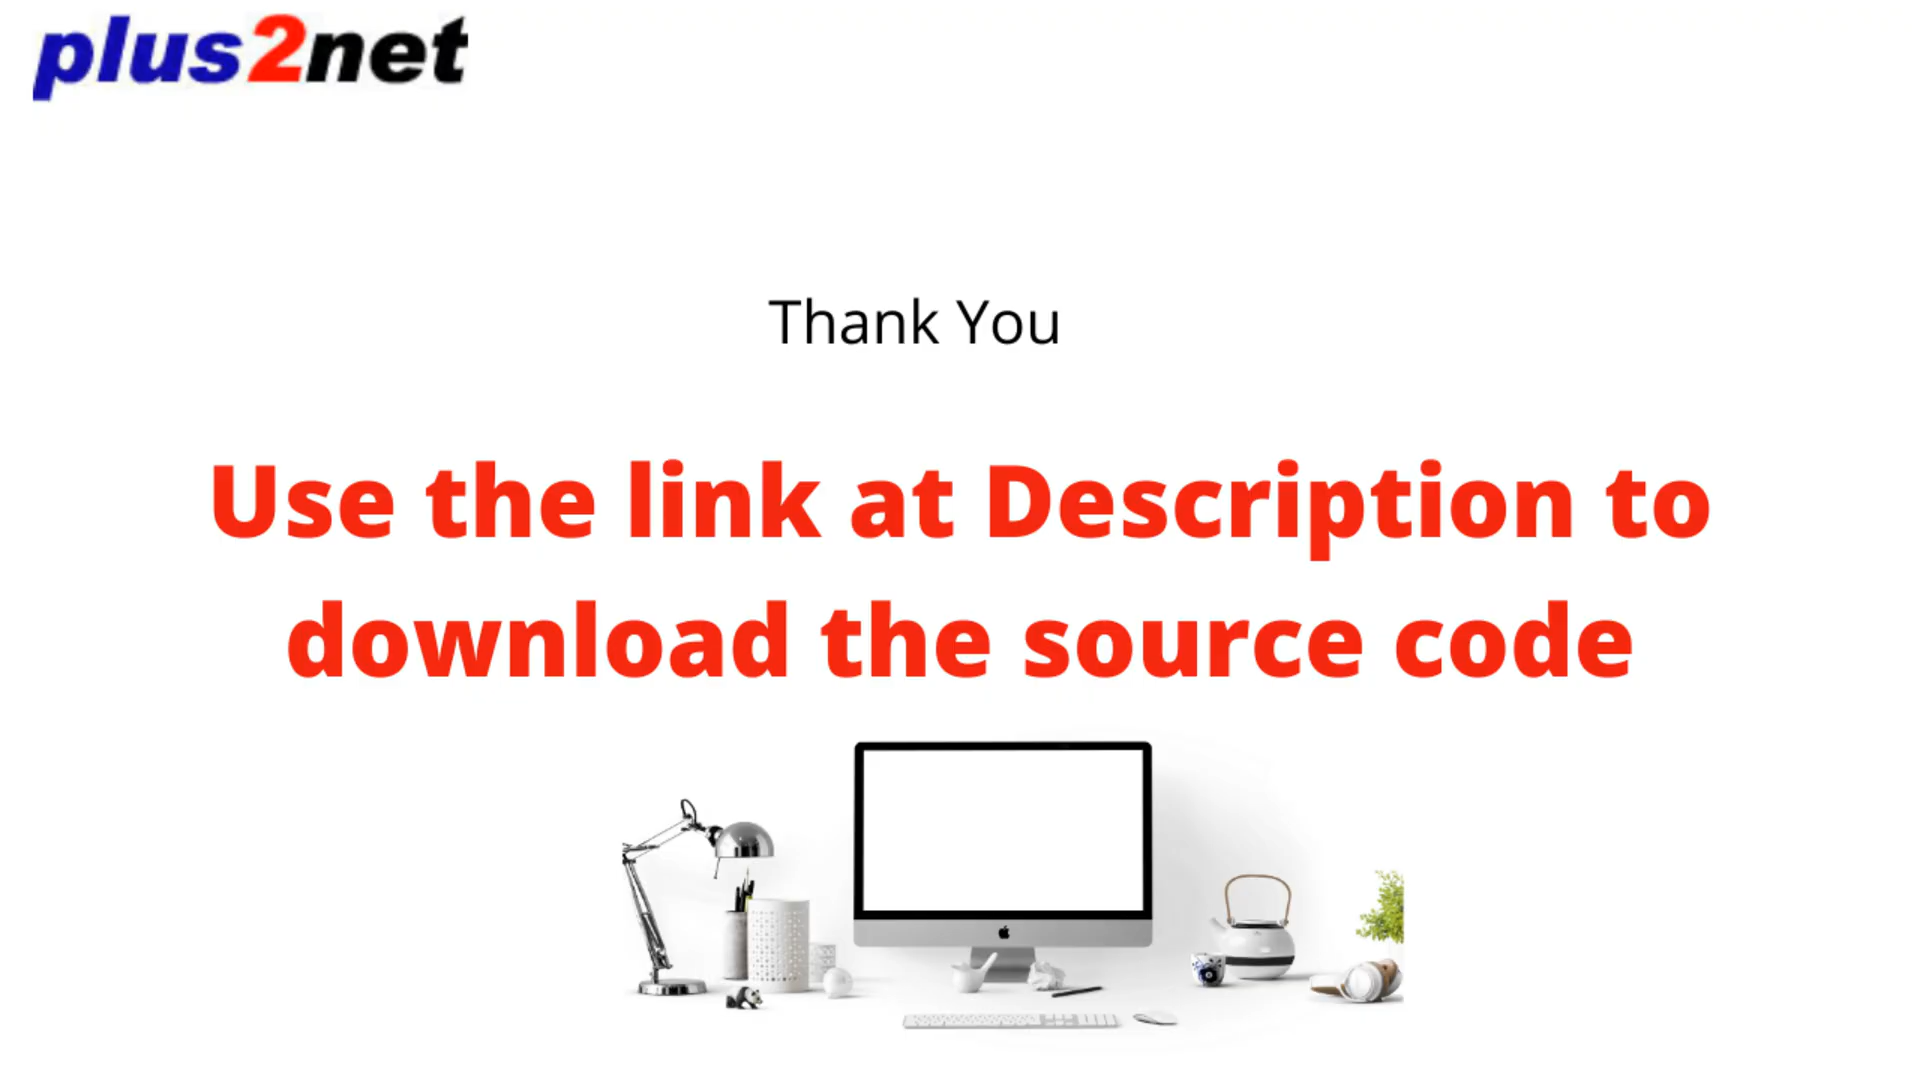 plus2net
Thank You
Use the link at Description to
download the source code